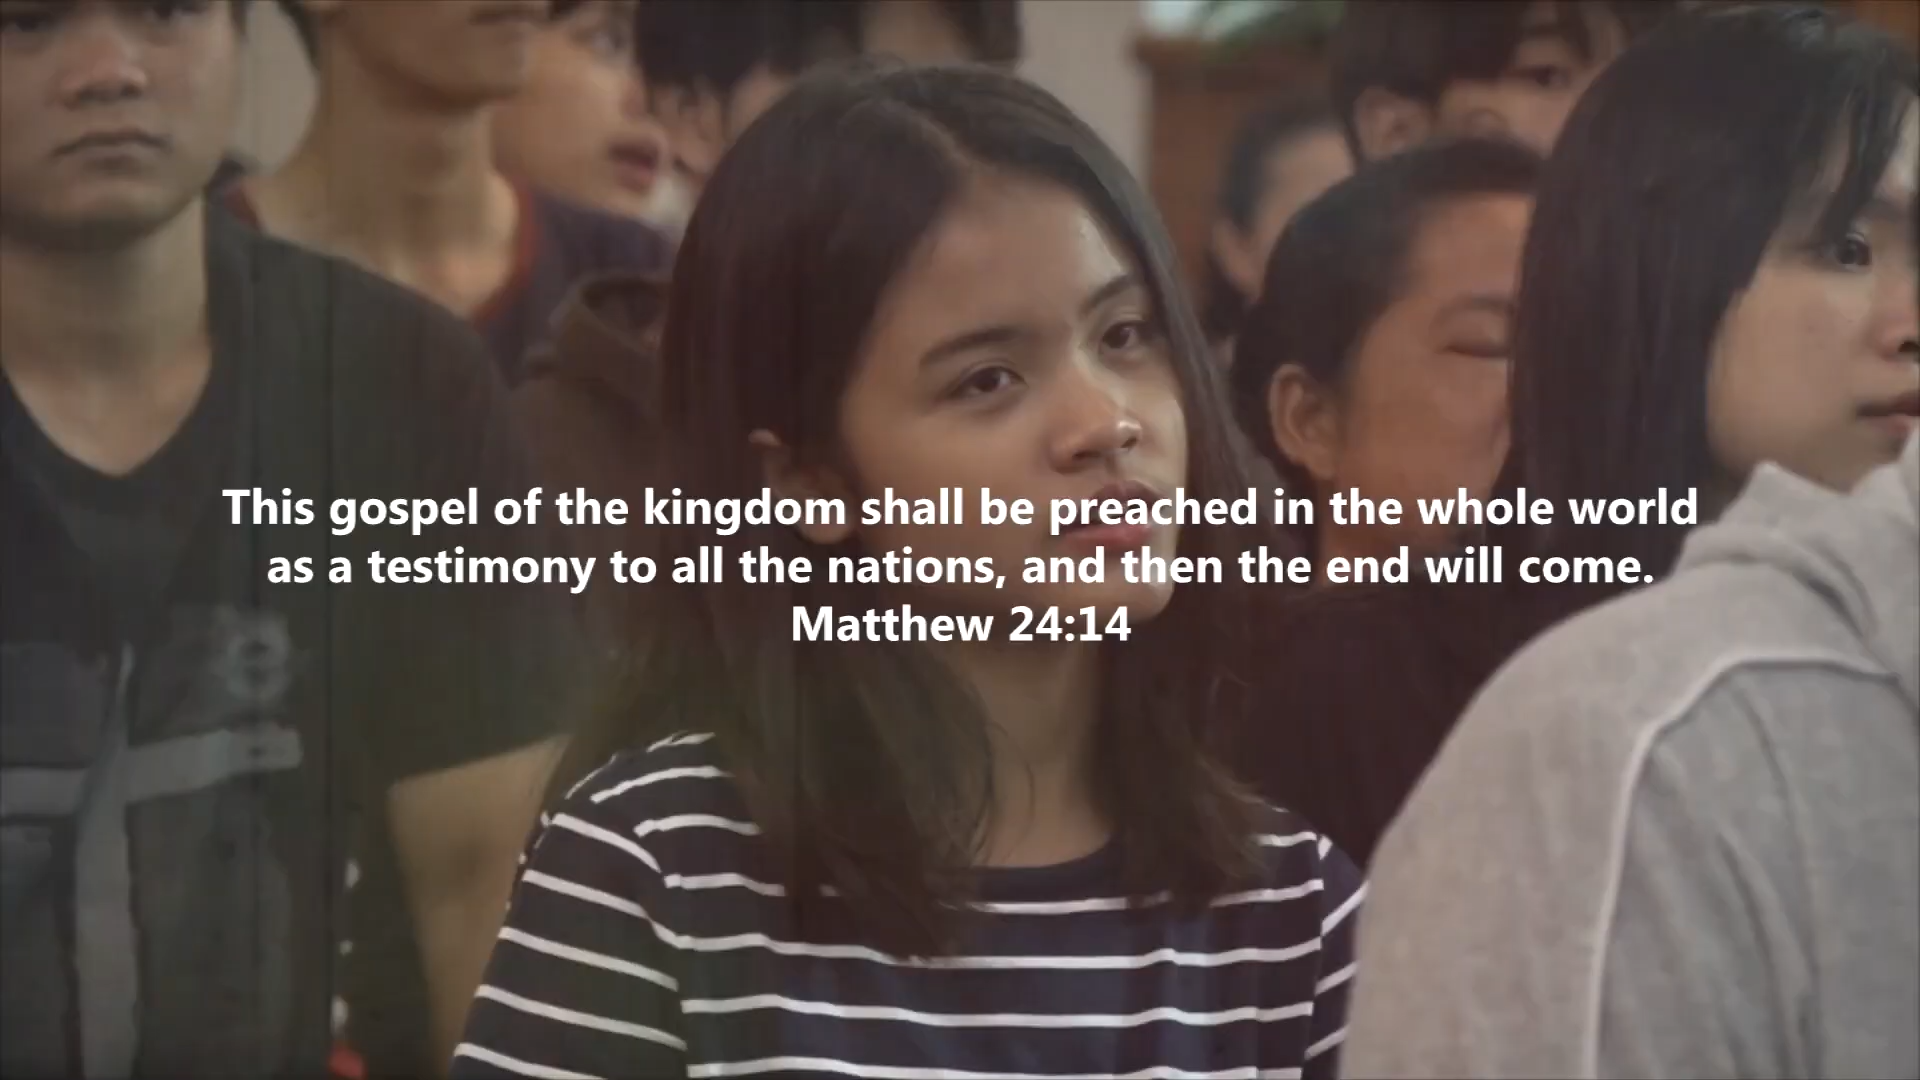 This gospel of the kingdom shall be preached in the whole world
as a testimony to all the nations, and then the end will come.
Matthew 24:14